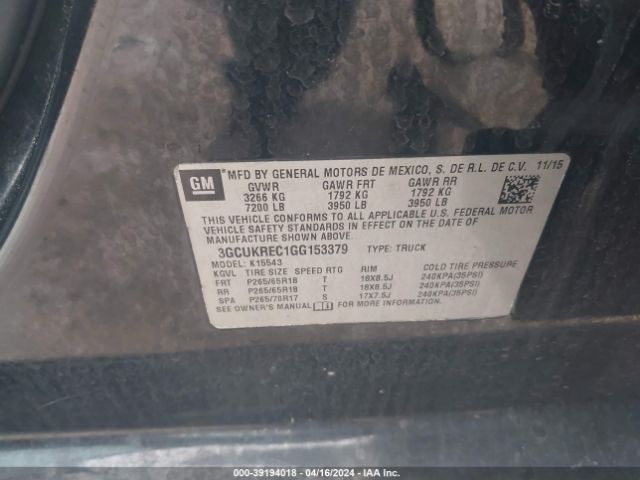 GM
*MFD BY GENERAL MOTORS DE MEXICO, S. DE R.L. DE C.V. 11/15
GVWR GAWR FRT GAWR RR
3266 KG 1792 KG 1792 KG
7200 LB 3950 LB 3950 LB
THIS VEHICLE CONFORMS TO ALL APPLICABLE U.S. FEDERAL MOTOR
VEHICLE SAFETY STANDARDS IN EFFECT ON THE DATE OF
MANUFACTURE SHOWN ABOVE.
3GCUKREC1GG153379 TYPE: TRUCK
MODEL: K15543
KGVL TIRE SIZE SPEED RTG RIM COLD TIRE PRESSURE
FRT P265/65R18 T 18X8.5J 240KPA(35PSI)
RR P265/65R18 T 18X8.5J 240KPA(35PSI)
SPA P265/70R17 S 17X7.5J 240KPA(35PSI)
SEE OWNER'S MANUAL FOR MORE INFORMATION.
000-39194018 - 04/16/2024 - IAA Inc.